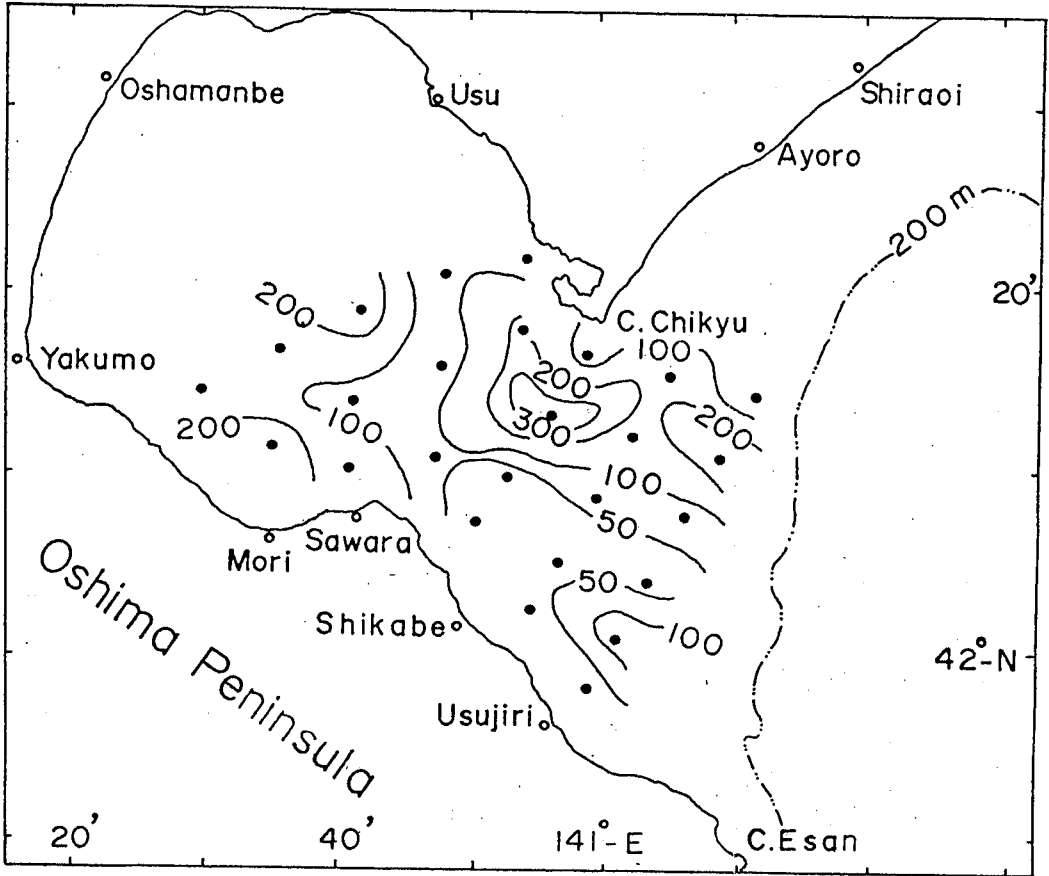 Oshamanbe
Usu
Shiraoi
Ayoro
200 m
20'
200
C. Chikyu
100
Yakumo
200
300
200
200
100
100
50
Sawara
Mori
50
Shikabe
100
42°-N
Usujiri
Oshima Peninsula
20'
40'
141°-E
C.Esan